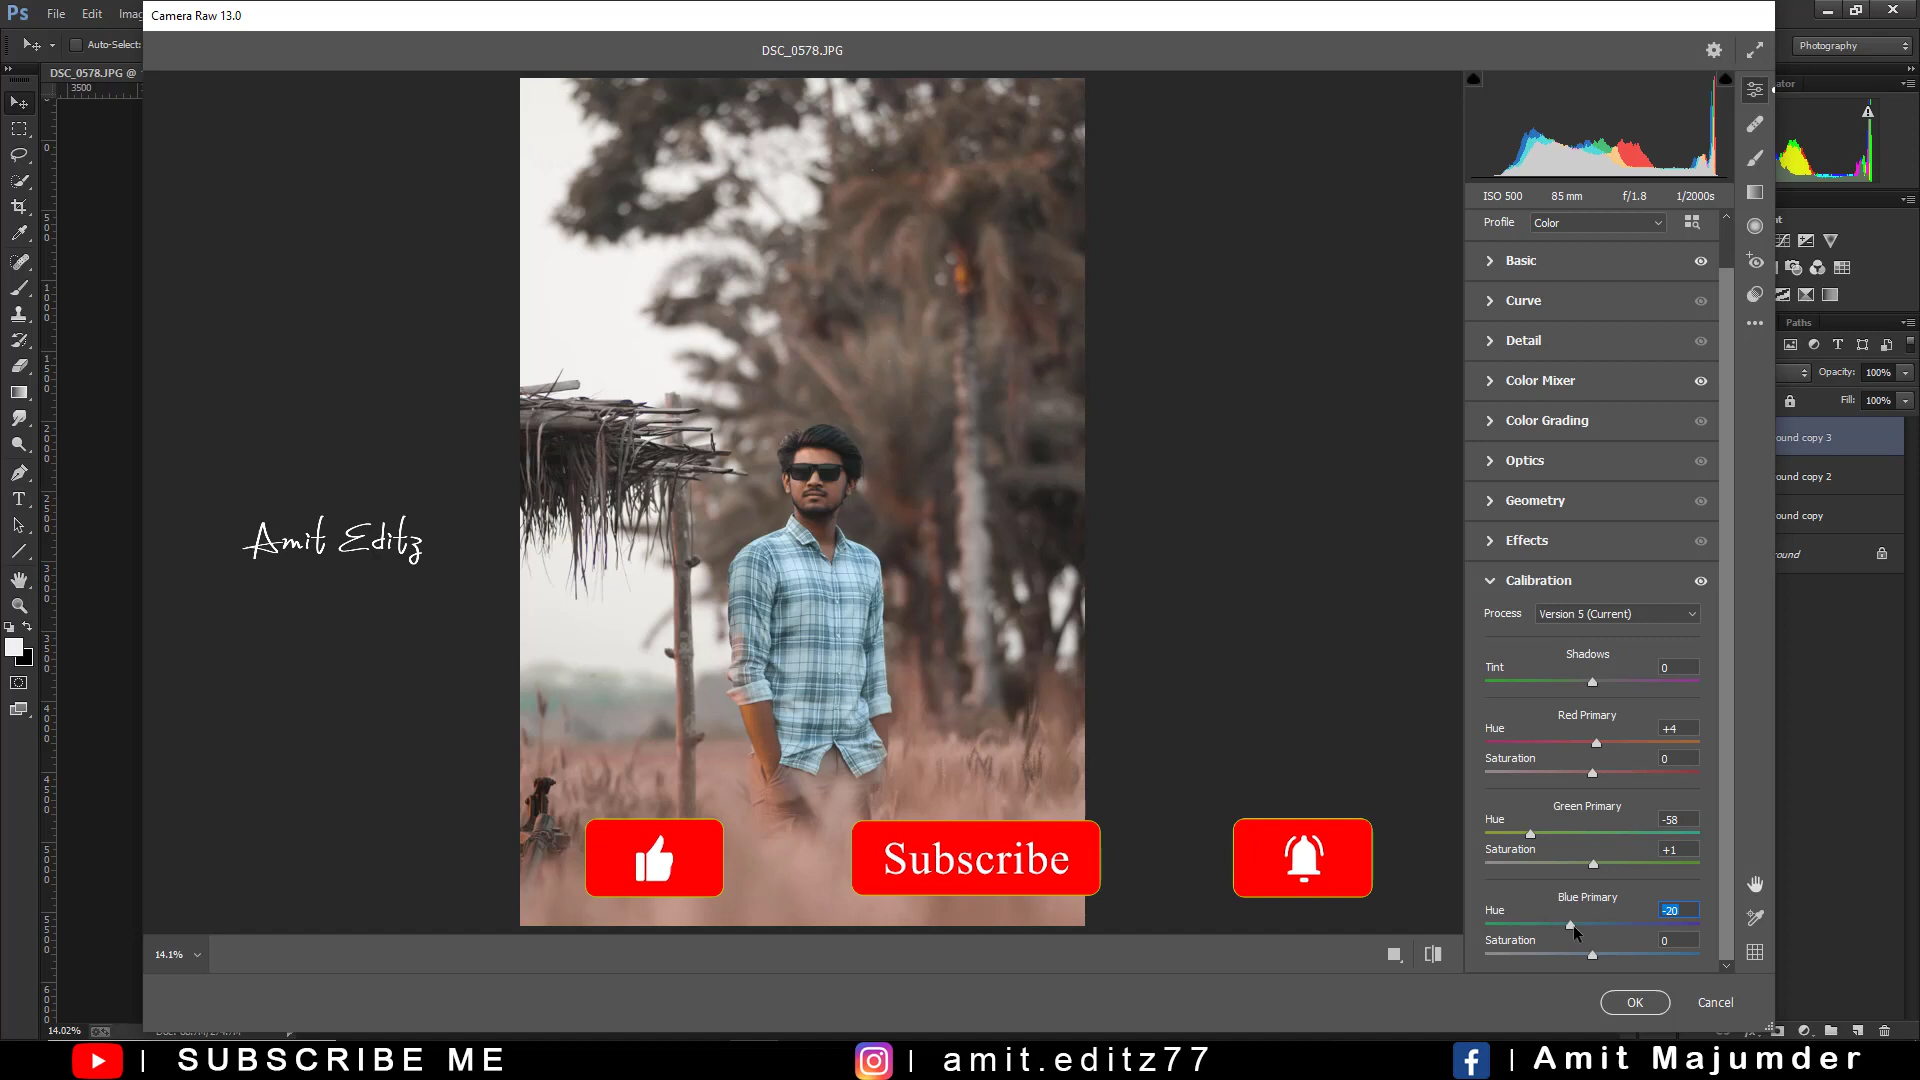 Ps File Edit Imag
Camera Raw 13.0
Auto-Select:
DSC_0578.JPG
Photography
DSC_0578.JPG @
3500
ator
ISO 500 85 mm f/1.8 1/2000s
Profile Color
Basic
Curve
Detail
Color Mixer
Color Grading
Optics
Geometry
Effects
Calibration
Process Version 5 (Current)
Shadows
Tint 0
Red Primary
Hue +4
Saturation 0
Green Primary
Hue -58
Saturation +1
Blue Primary
Hue -20
Saturation 0
Paths
Opacity: 100%
Fill: 100%
ound copy 3
ound copy 2
ound copy
ound
Amit Editz
Subscribe
14.1%
OK Cancel
14.02%
| SUBSCRIBE ME
| amit.editz77
| Amit Majumder